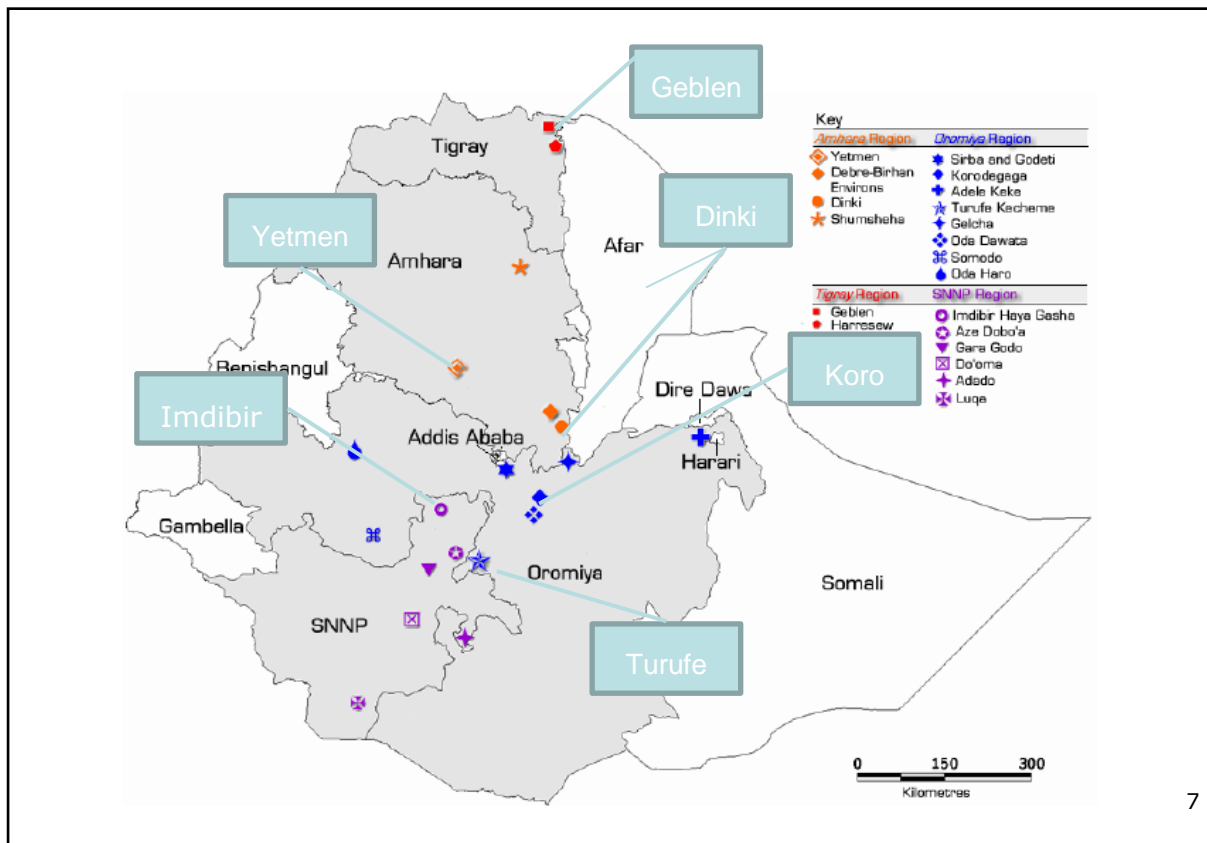 Geblen
Tigray
Key
Amhara Region
Yetmen
Debre-Birhan
Environs
Dinki
Shumsheha
Oromiya Region
Sirba and Godeti
Korodegaga
Adele Keke
Turufe Kecheme
Gelcha
Oda Dawata
Somodo
Oda Haro
Tigray Region
Geblen
Harresaw
SNNP Region
Imdibir Haya Gasha
Aze Dobo'a
Gara Godo
Do'oma
Adado
Luqa
Dinki
Yetmen
Amhara
Afar
Benishangul
Koro
Imdibir
Dire Dawa
Addis Ababa
Harari
Gambella
Oromiya
Somali
SNNP
Turufe
0 150 300
Kilometres
7